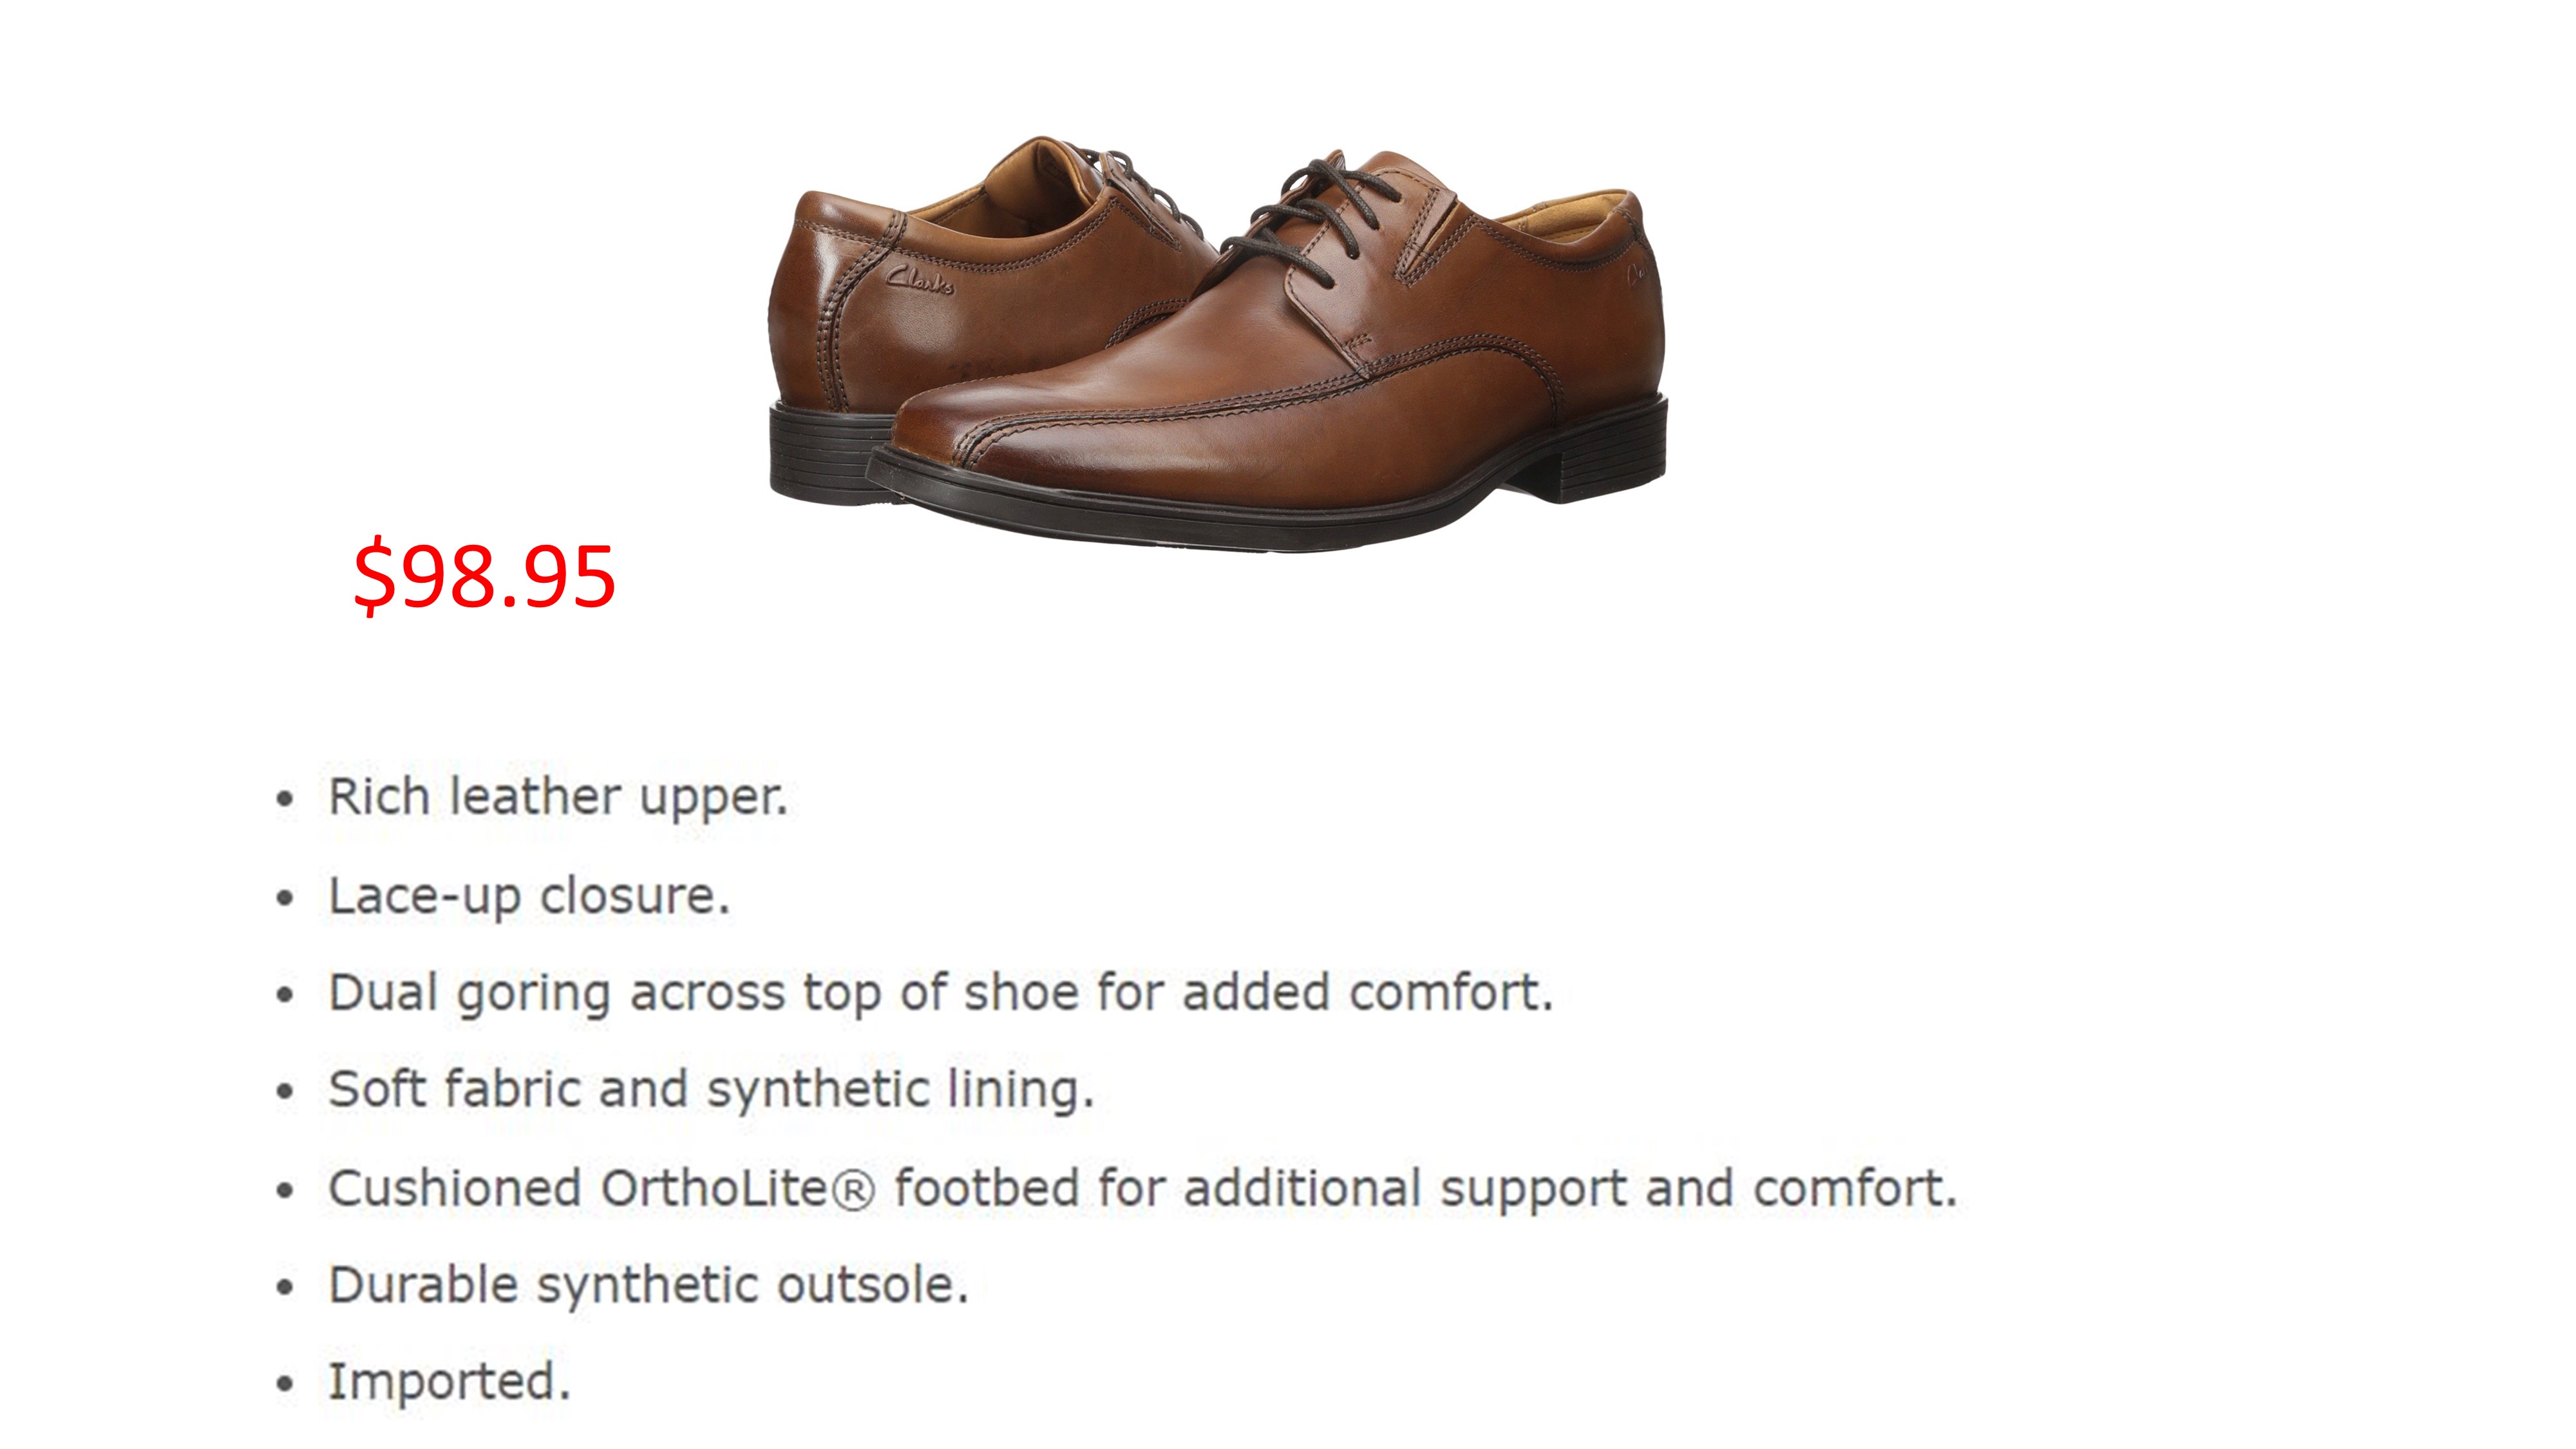 Clarks
$98.95
• Rich leather upper.
• Lace-up closure.
• Dual goring across top of shoe for added comfort.
• Soft fabric and synthetic lining.
• Cushioned OrthoLite® footbed for additional support and comfort.
• Durable synthetic outsole.
• Imported.